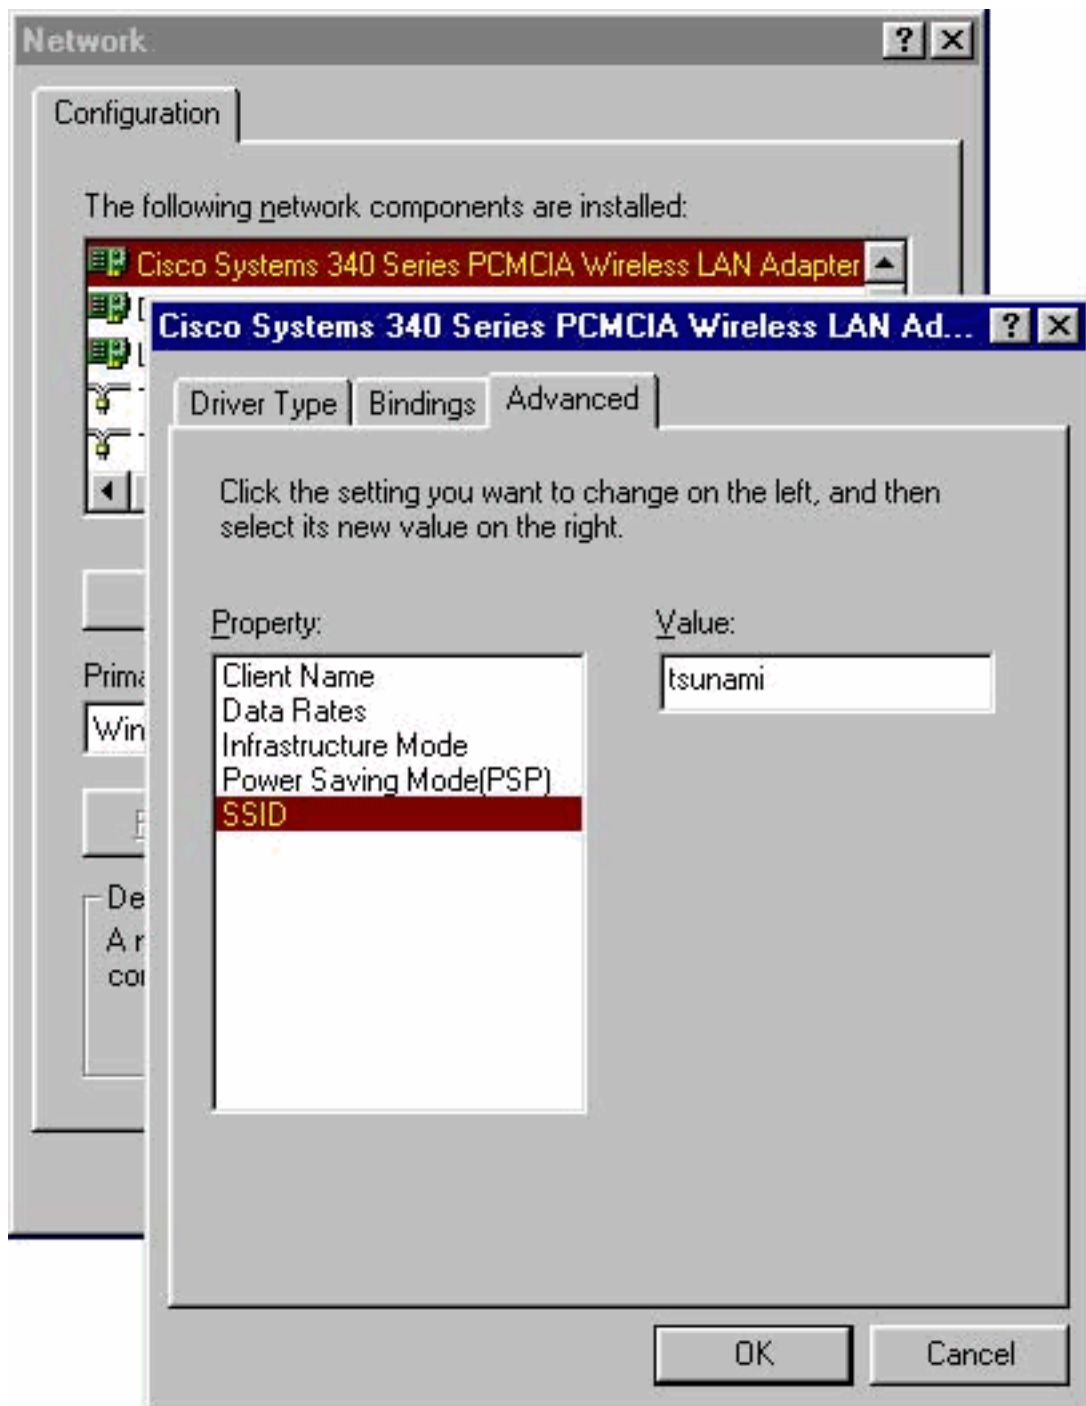 Network
Configuration
The following network components are installed:
Cisco Systems 340 Series PCMCIA Wireless LAN Adapter
Cisco Systems 340 Series PCMCIA Wireless LAN Ad...
Driver Type
Bindings
Advanced
Click the setting you want to change on the left, and then
select its new value on the right.
Property:
Value:
Client Name
tsunami
Data Rates
Infrastructure Mode
Power Saving Mode(PSP)
SSID
OK
Cancel